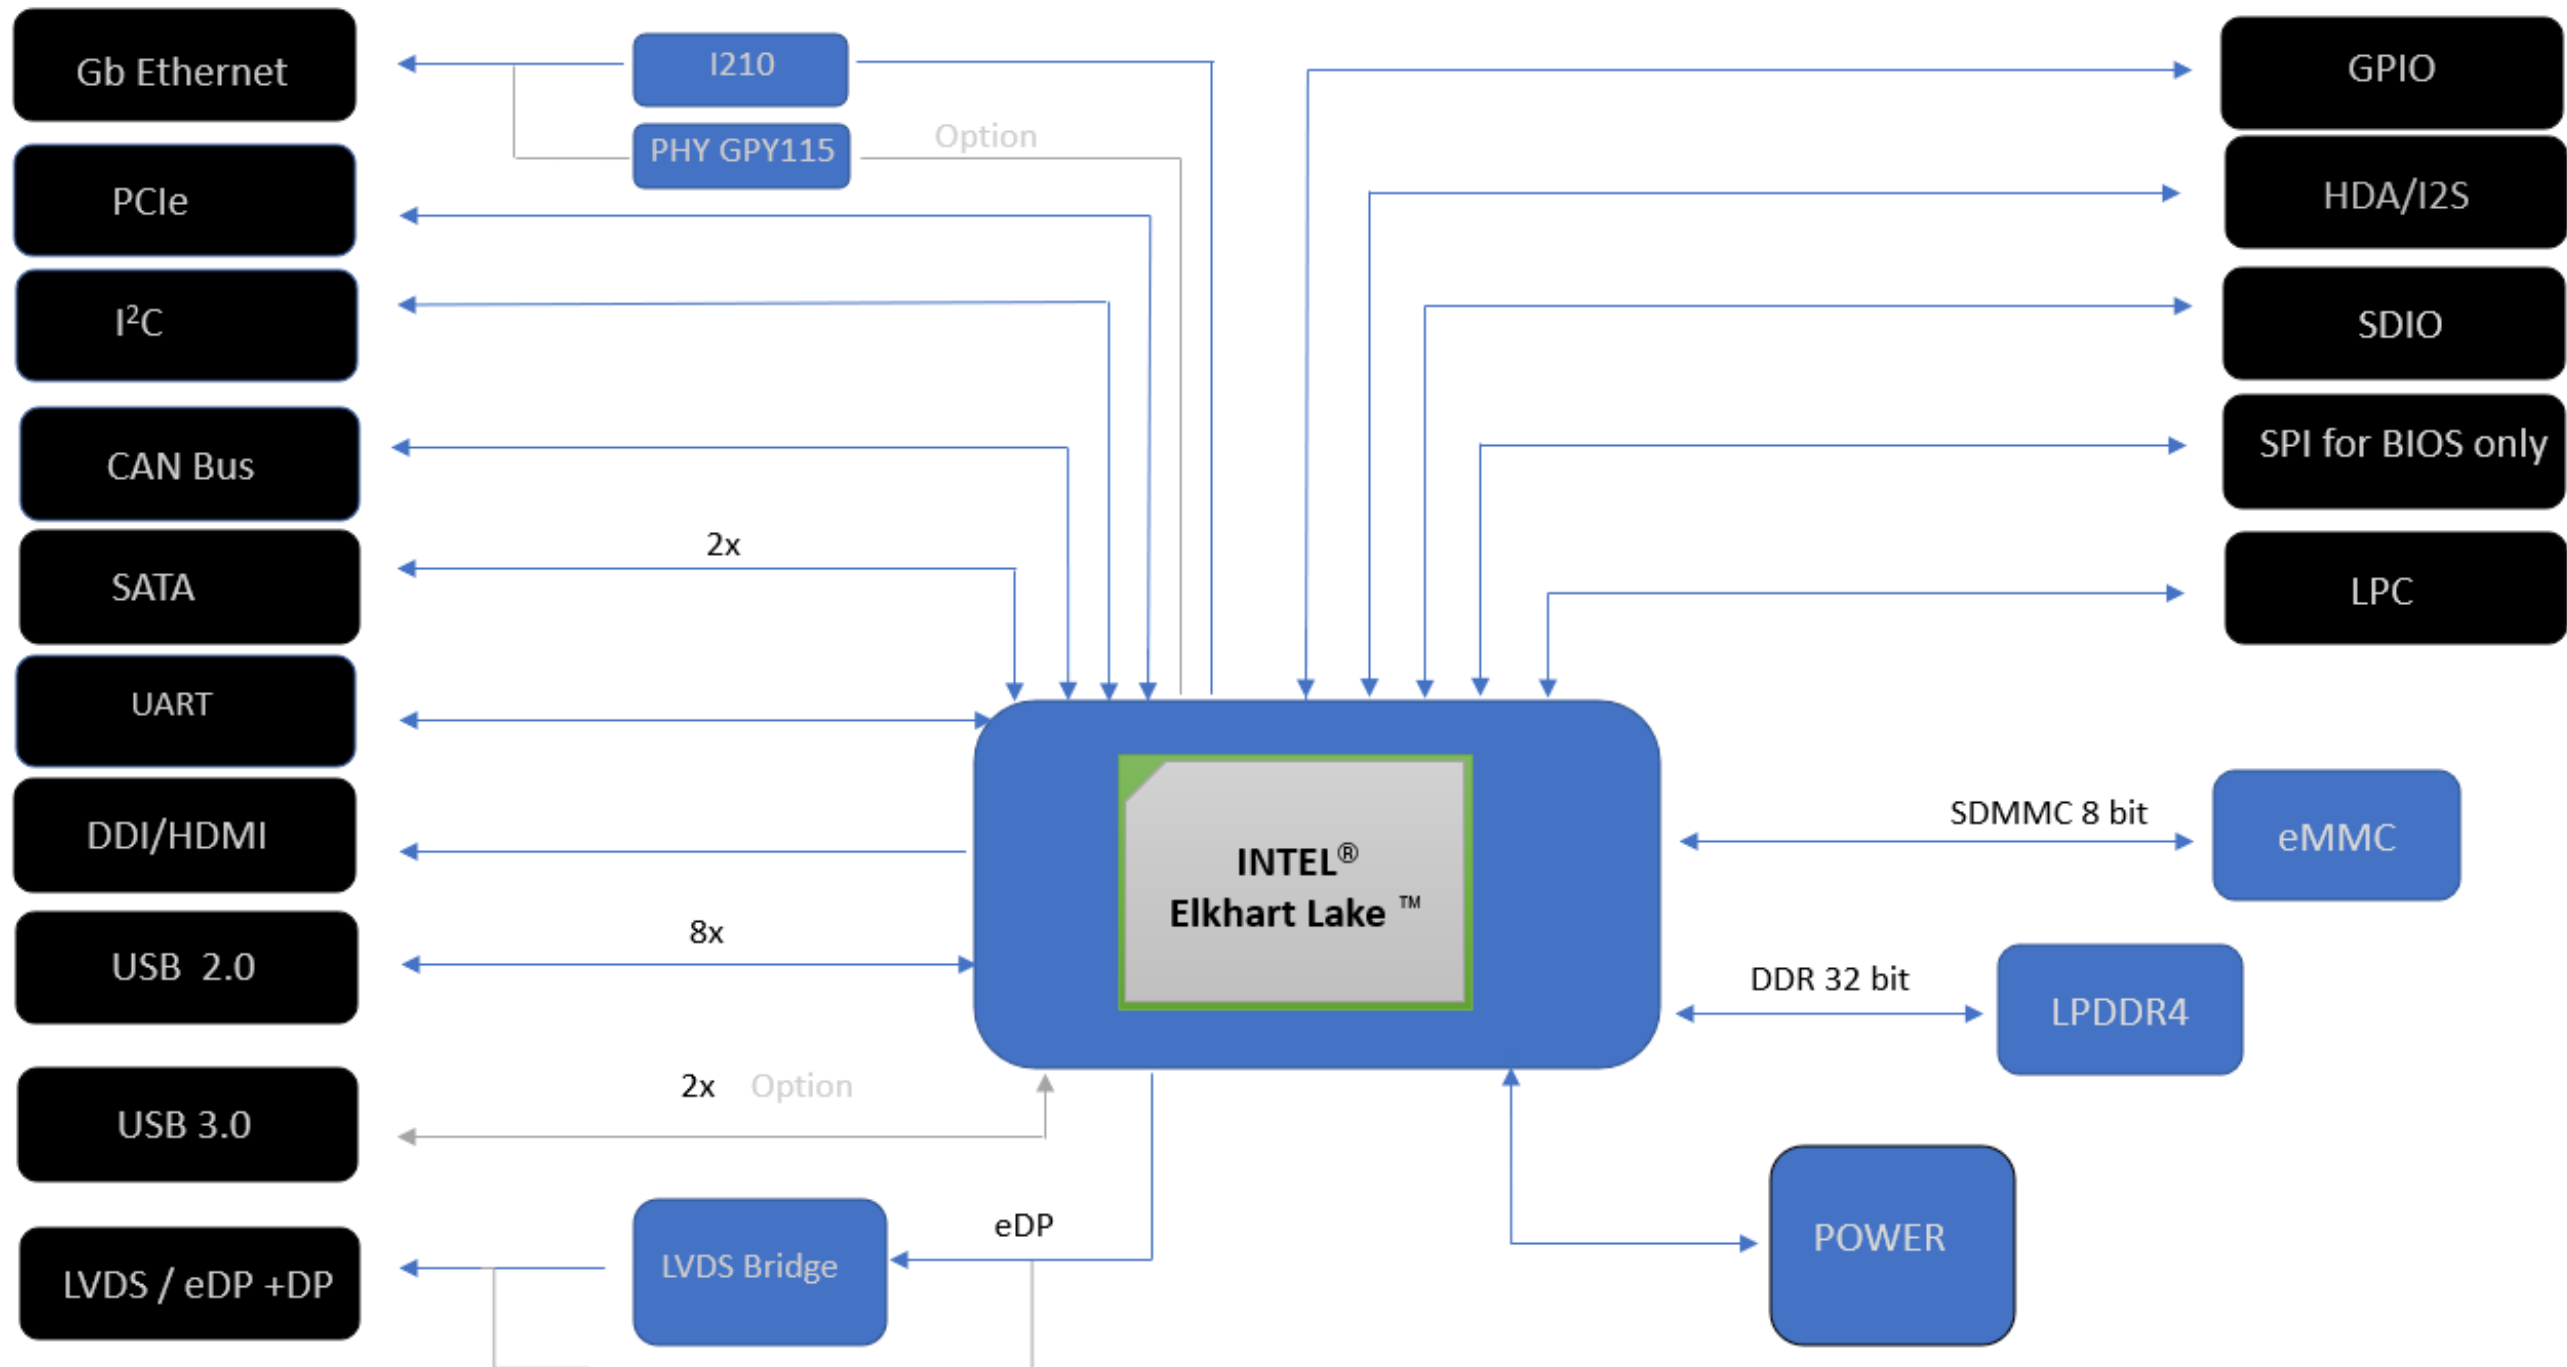 Gb Ethernet
I210
GPIO
PHY GPY115
Option
PCIe
HDA/I2S
I²C
SDIO
CAN Bus
SPI for BIOS only
2x
SATA
LPC
UART
DDI/HDMI
SDMMC 8 bit
eMMC
INTEL®
Elkhart Lake ™
8x
USB  2.0
DDR 32 bit
LPDDR4
2x
Option
USB 3.0
eDP
POWER
LVDS Bridge
LVDS / eDP +DP